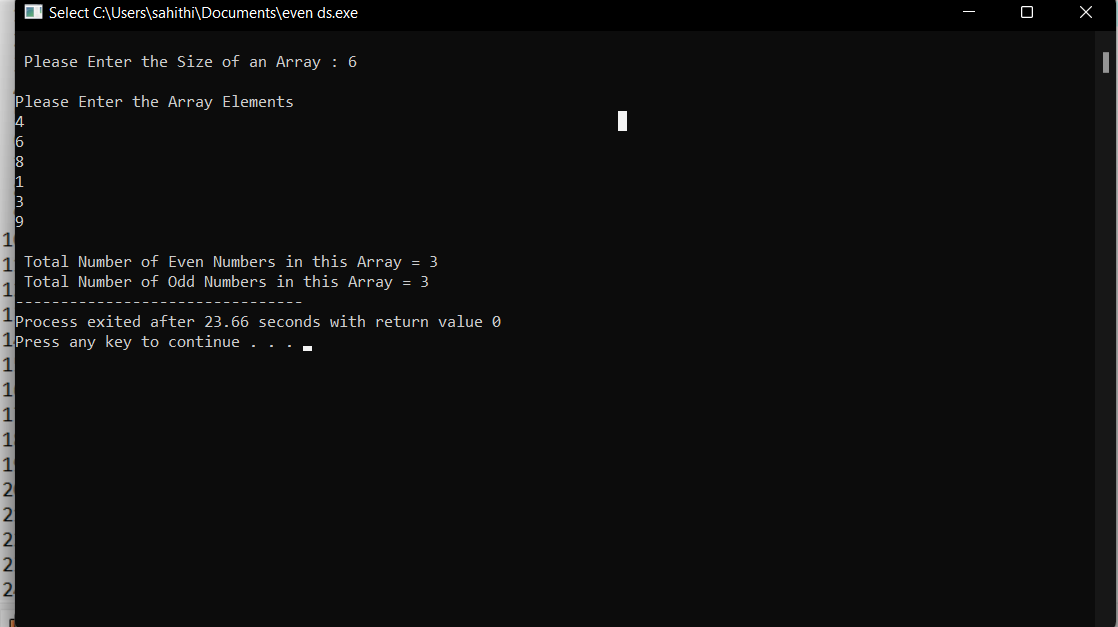 Select C:\Users\sahithi\Documents\even ds.exe
Please Enter the Size of an Array : 6
Please Enter the Array Elements
4
6
8
1
3
9
Total Number of Even Numbers in this Array = 3
Total Number of Odd Numbers in this Array = 3
--------------------------------
Process exited after 23.66 seconds with return value 0
Press any key to continue . . .